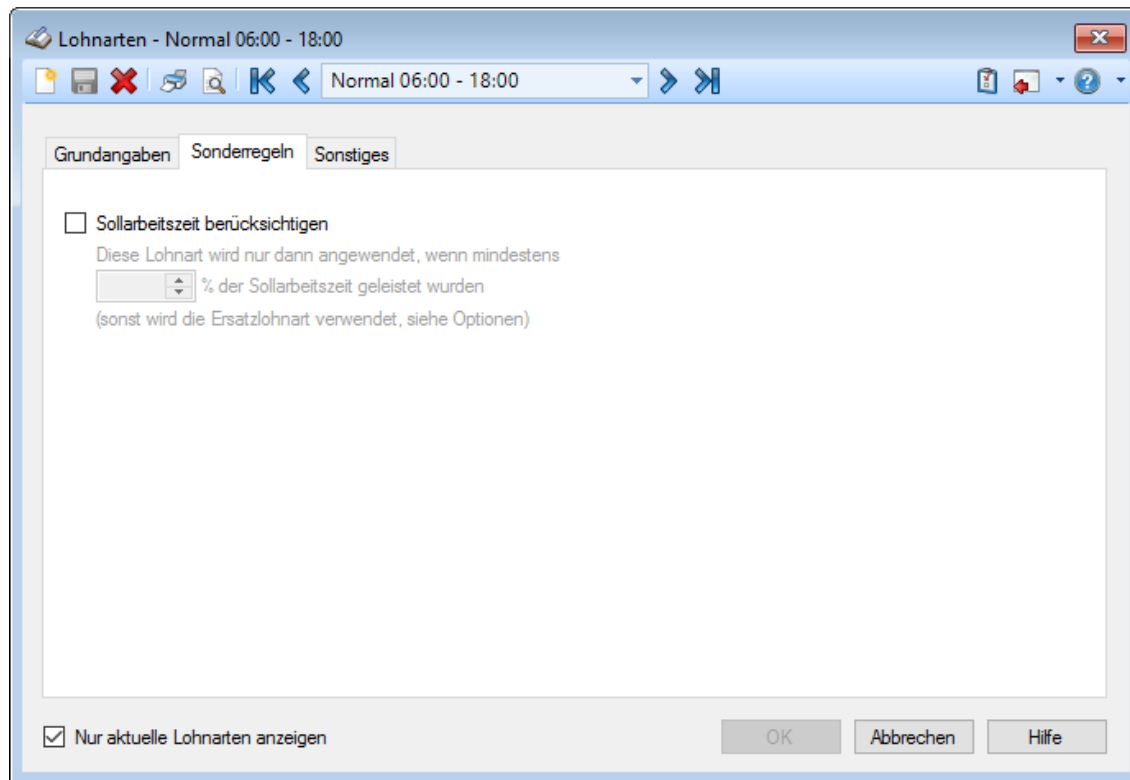 Lohnarten - Normal 06:00 - 18:00
Normal 06:00 - 18:00
Grundangaben Sonderregeln Sonstiges
Sollarbeitszeit berücksichtigen
Diese Lohnart wird nur dann angewendet, wenn mindestens
% der Sollarbeitszeit geleistet wurden
(sonst wird die Ersatzlohnart verwendet, siehe Optionen)
Nur aktuelle Lohnarten anzeigen OK Abbrechen Hilfe